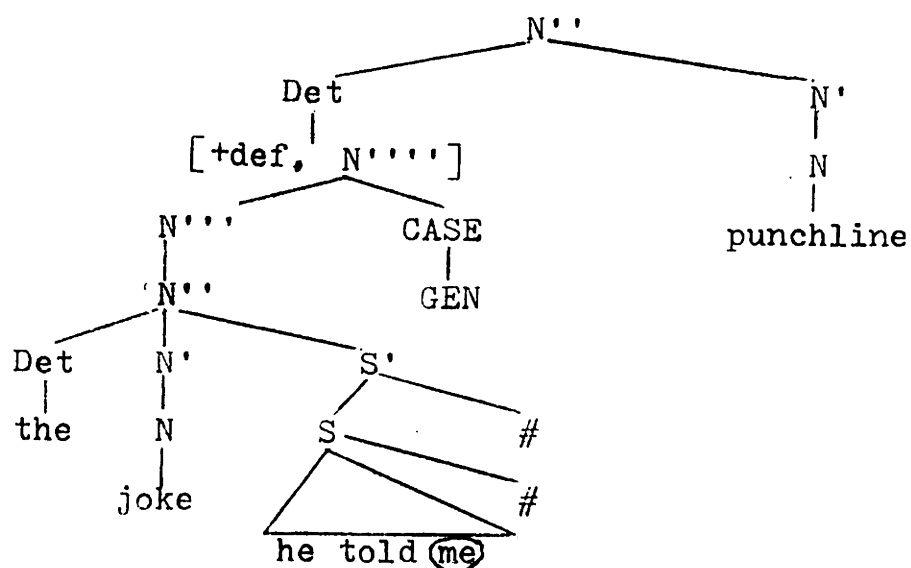 N''
Det N'
[+def, N''''] N
N''' CASE punchline
N'' GEN
Det N' S'
the N S #
joke #
he told me